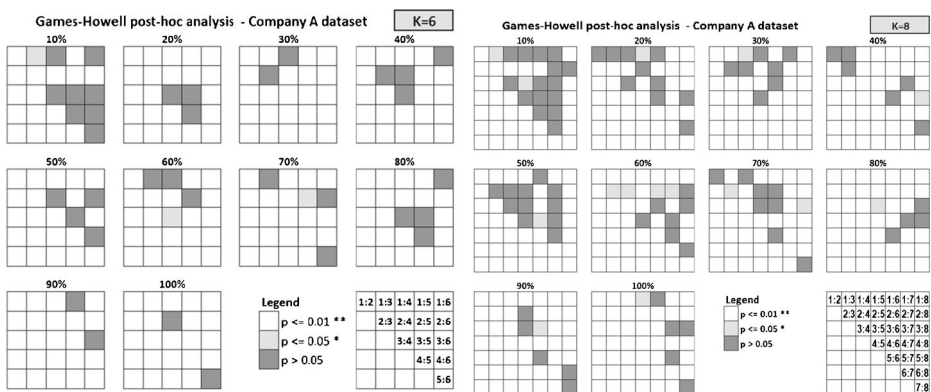 Games-Howell post-hoc analysis - Company A dataset
K=6
10% 20% 30% 40%
50% 60% 70% 80%
90% 100%
Legend
p <= 0.01 **
p <= 0.05 *
p > 0.05
1:2 1:3 1:4 1:5 1:6
2:3 2:4 2:5 2:6
3:4 3:5 3:6
4:5 4:6
5:6
Games-Howell post-hoc analysis - Company A dataset
K=8
10% 20% 30% 40%
50% 60% 70% 80%
90% 100%
Legend
p <= 0.01 **
p <= 0.05 *
p > 0.05
1:2 1:3 1:4 1:5 1:6 1:7 1:8
2:3 2:4 2:5 2:6 2:7 2:8
3:4 3:5 3:6 3:7 3:8
4:5 4:6 4:7 4:8
5:6 5:7 5:8
6:7 6:8
7:8